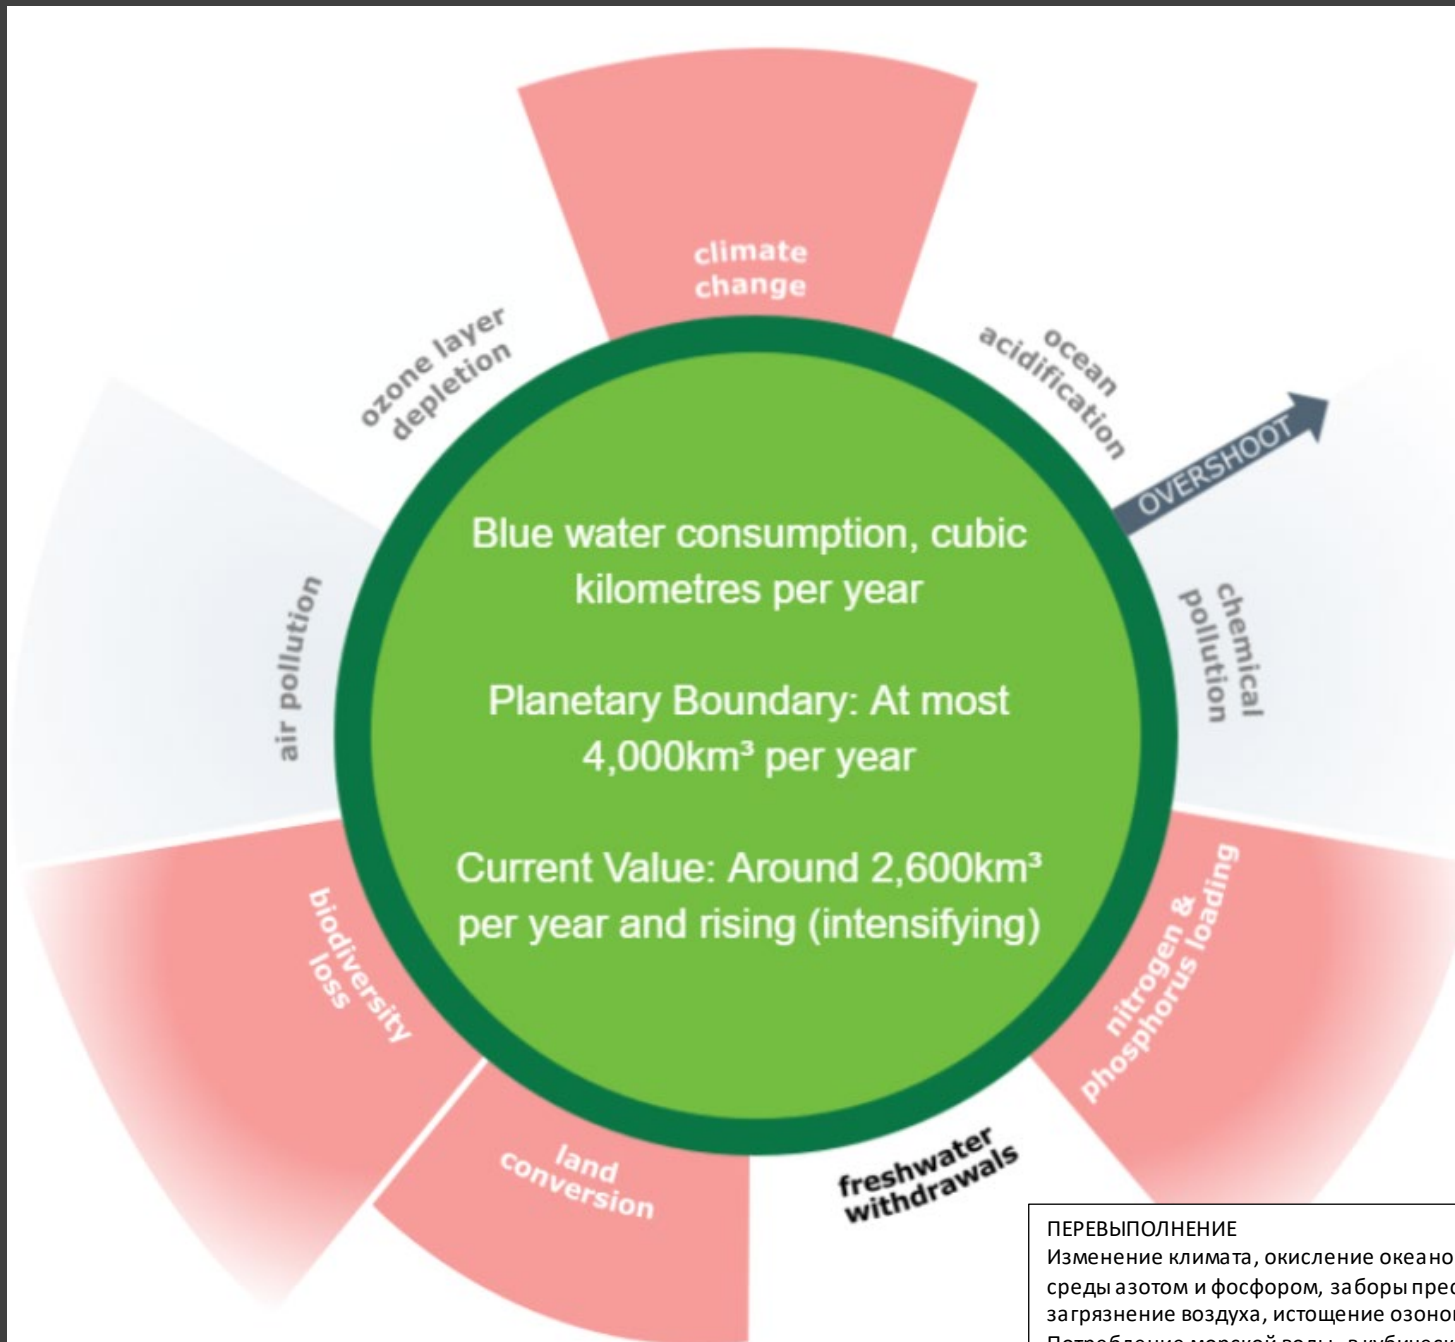 climate
change
ocean
acidification
OVERSHOOT
chemical
pollution
nitrogen &
phosphorus loading
freshwater
withdrawals
land
conversion
biodiversity
loss
air pollution
ozone layer
depletion
Blue water consumption, cubic
kilometres per year
Planetary Boundary: At most
4,000km³ per year
Current Value: Around 2,600km³
per year and rising (intensifying)
ПЕРЕВЫПОЛНЕНИЕ
Изменение климата, окисление океано
среды азотом и фосфором, заборы прес
загрязнение воздуха, истощение озоно